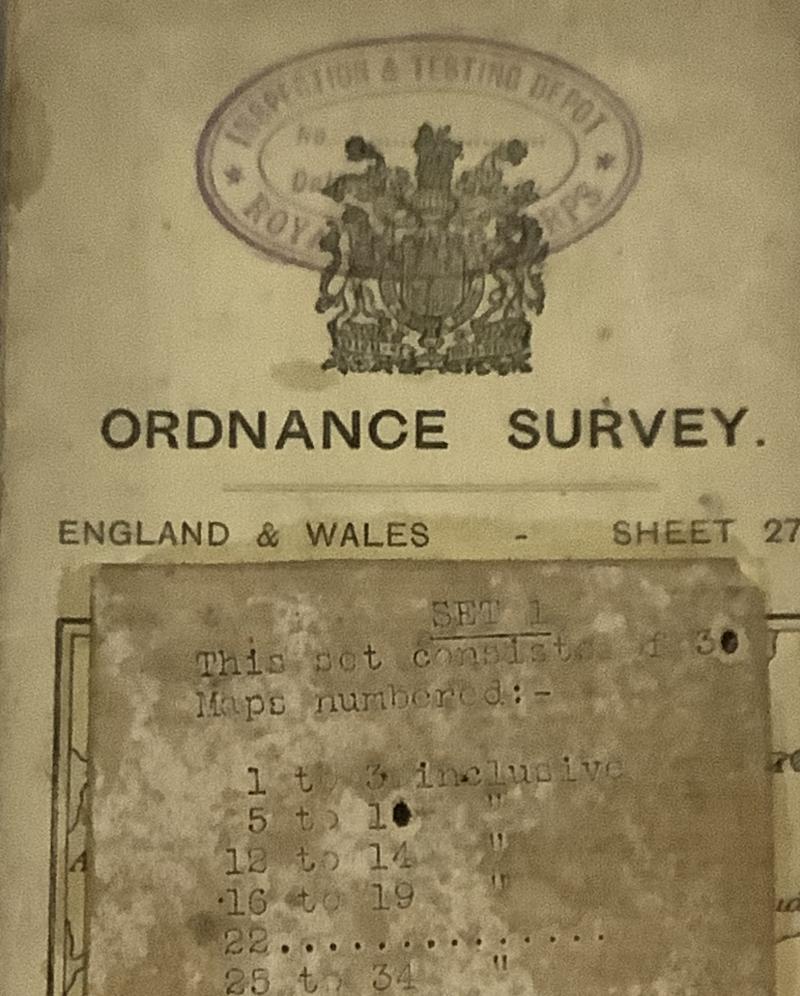 INSPECTION & TESTING DEPOT
No
ORDNANCE SURVEY.
ENGLAND & WALES - SHEET 27
SET 1
This set consists of 30
Maps numbered:-
1 to 3 inclusive
5 to 10 "
12 to 14 "
16 to 19 "
22...............
25 to 34 "